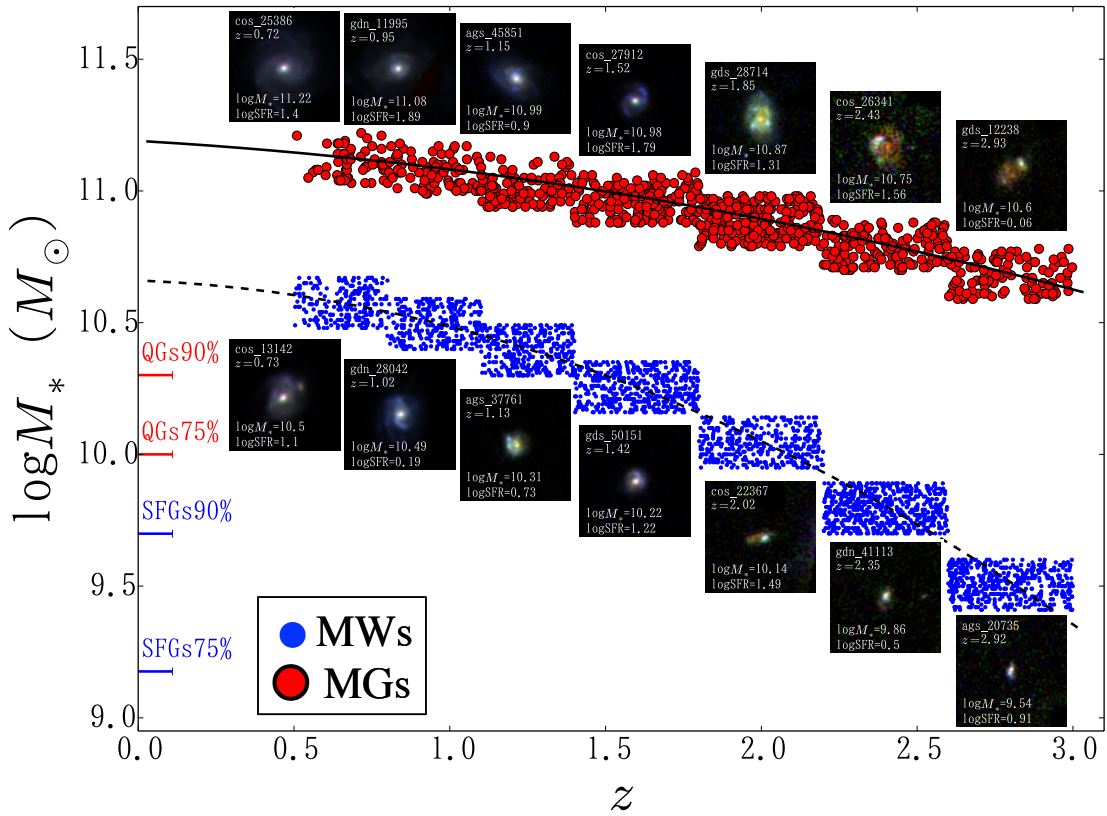 11.5
11.0
10.5
10.0
9.5
9.0
logM* (M⊙)
cos_25386
z=0.72
logM*=11.22
logSFR=1.4
gdn_11995
z=0.95
logM*=11.08
logSFR=1.89
ags_45851
z=1.15
logM*=10.99
logSFR=0.9
cos_27912
z=1.52
logM*=10.98
logSFR=1.79
gds_28714
z=1.85
logM*=10.87
logSFR=1.31
cos_26341
z=2.43
logM*=10.75
logSFR=1.56
gds_12238
z=2.93
logM*=10.6
logSFR=0.06
QGs90%
QGs75%
SFGs90%
SFGs75%
cos_13142
z=0.73
logM*=10.5
logSFR=1.1
gdn_28042
z=1.02
logM*=10.49
logSFR=0.19
ags_37761
z=1.13
logM*=10.31
logSFR=0.73
gds_50151
z=1.42
logM*=10.22
logSFR=1.22
cos_22367
z=2.02
logM*=10.14
logSFR=1.49
gdn_41113
z=2.35
logM*=9.86
logSFR=0.5
ags_20735
z=2.92
logM*=9.54
logSFR=0.91
MWs
MGs
0.0
0.5
1.0
1.5
2.0
2.5
3.0
z